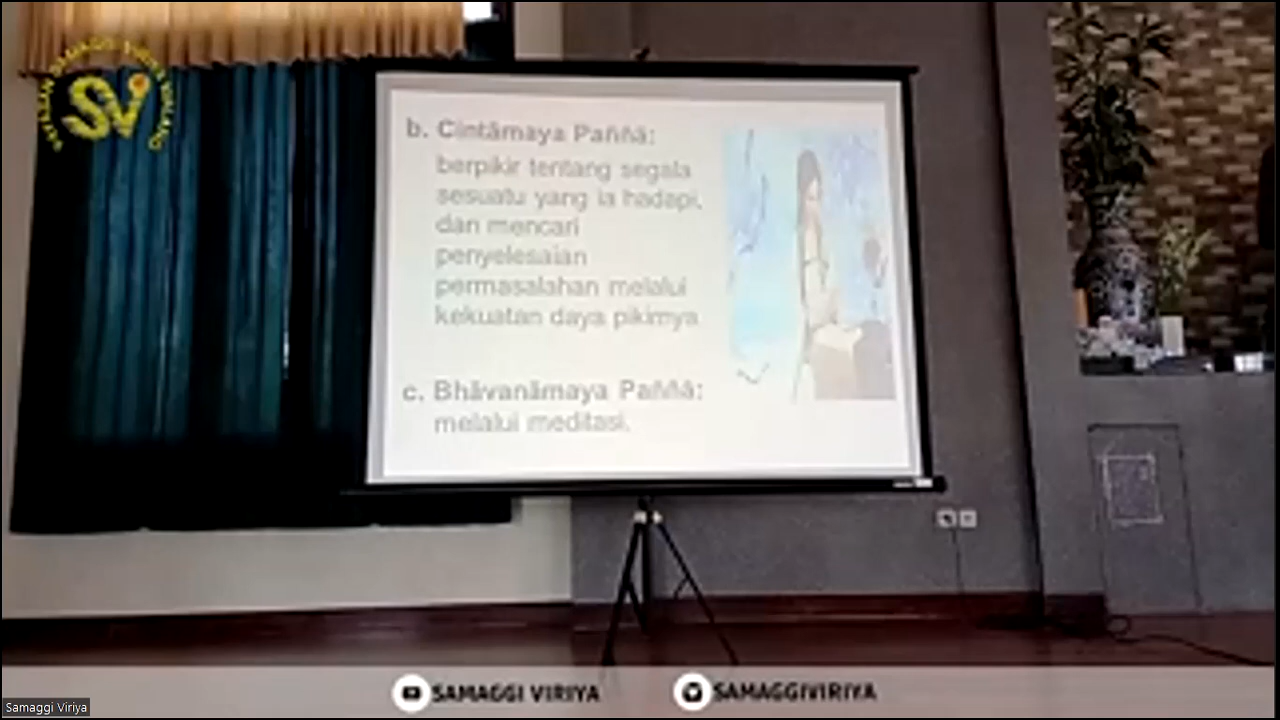 SV
b. Cintāmaya Paññā:
berpikir tentang segala
sesuatu yang ia hadapi,
dan mencari
penyelesaian
permasalahan melalui
kekuatan daya pikirnya
c. Bhāvanāmaya Paññā:
melalui meditasi.
SAMAGGI VIRIYA
SAMAGGIVIRIYA
Samaggi Viriya